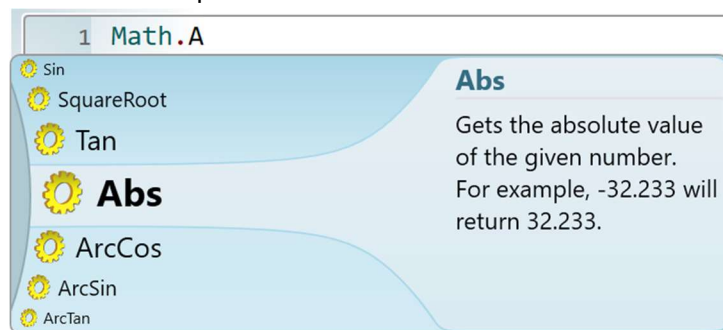 1 Math.A
Sin
SquareRoot
Tan
Abs
ArcCos
ArcSin
ArcTan
Abs
Gets the absolute value
of the given number.
For example, -32.233 will
return 32.233.